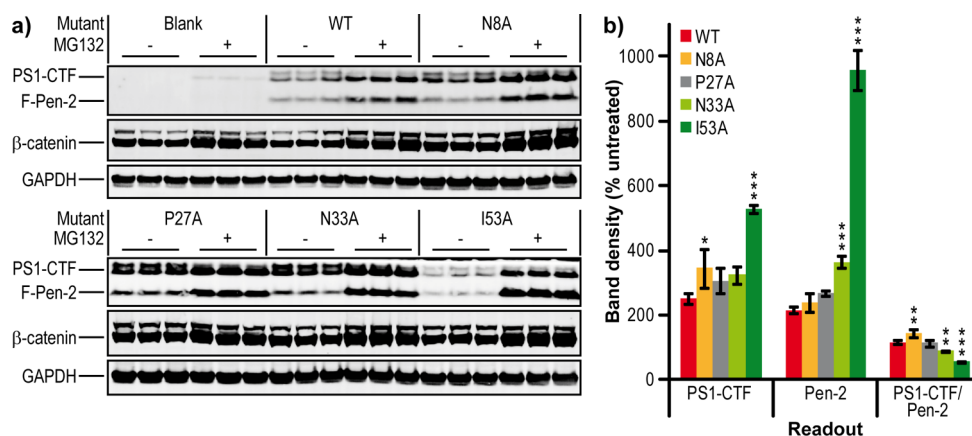 a)
Mutant Blank WT N8A
MG132 - + - + - +
PS1-CTF
F-Pen-2
β-catenin
GAPDH
Mutant P27A N33A I53A
MG132 - + - + - +
PS1-CTF
F-Pen-2
β-catenin
GAPDH
b)
WT
N8A
P27A
N33A
I53A
Band density (% untreated)
1000
800
600
400
200
0
*
***
***
***
**
**
***
PS1-CTF Pen-2 PS1-CTF/
Pen-2
Readout